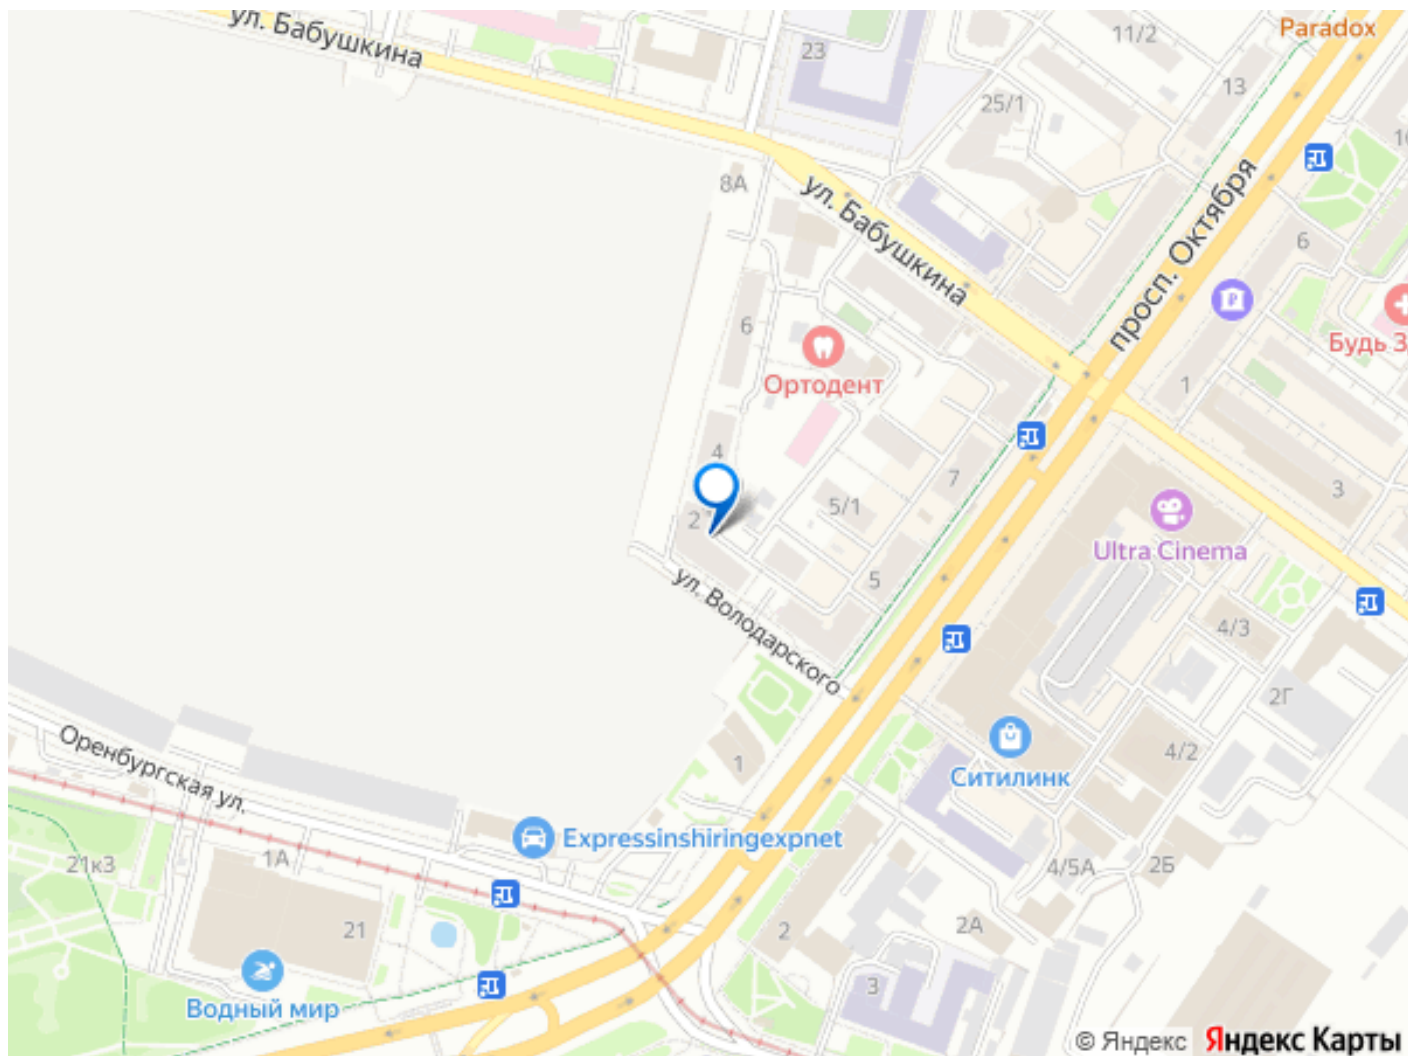 ул. Бабушкина
23
11/2
Paradox
13
25/1
8А
ул. Бабушкина
просп. Октября
6
6
Ортодент
Будь З
1
4
7
3
2
5/1
Ultra Cinema
5
ул. Володарского
4/3
2Г
Оренбургская ул.
1
Ситилинк
4/2
Expressinshiringexpnet
21к3
1А
4/5А
2Б
21
2
2А
Водный мир
3
© Яндекс Яндекс Карты